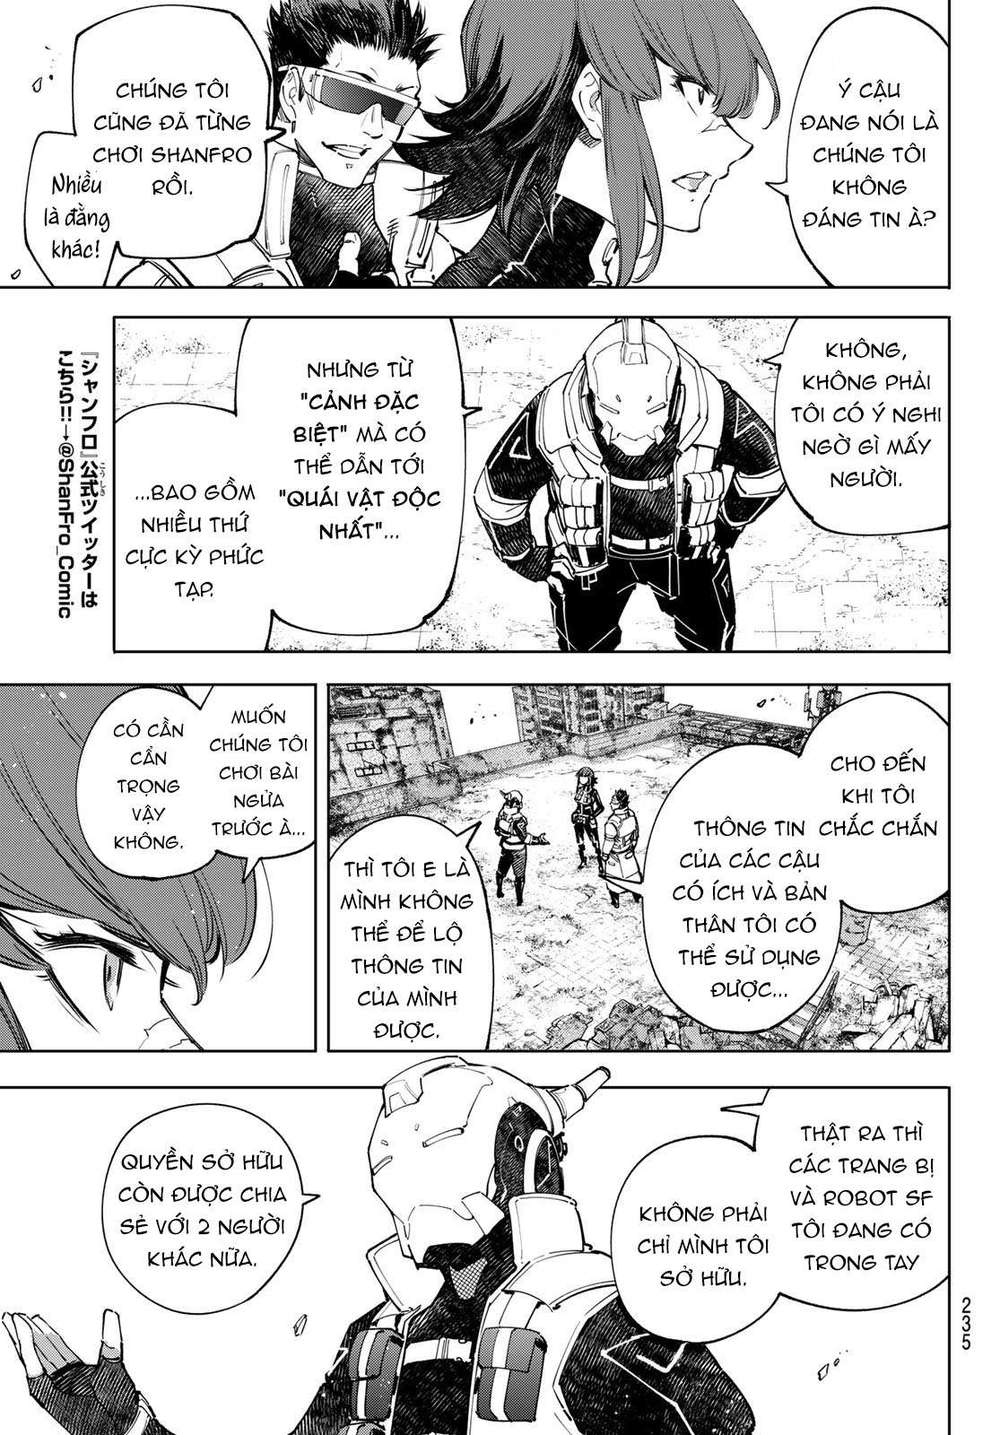 Ý CẬU
ĐANG NÓI LÀ
CHÚNG TÔI
KHÔNG
ĐÁNG TIN À?
CHÚNG TÔI
CŨNG ĐÃ TỪNG
CHƠI SHANFRO
RỒI.
Nhiều
là đằng
khác!
KHÔNG,
KHÔNG PHẢI
TÔI CÓ Ý NGHI
NGỜ GÌ MẤY
NGƯỜI.
NHƯNG TỪ
"CẢNH ĐẶC
BIỆT" MÀ CÓ
THỂ DẪN TỚI
"QUÁI VẬT ĐỘC
NHẤT"...
...BAO GỒM
NHIỀU THỨ
CỰC KỲ PHỨC
TẠP.
『シャンフロ』公式ツイッターは
こうしき
こちら!!→@ShanFro_Comic
CHO ĐẾN
KHI TÔI
CHẮC CHẮN
THÔNG TIN
CỦA CÁC CẬU
CÓ ÍCH VÀ BẢN
THÂN TÔI CÓ
THỂ SỬ DỤNG
ĐƯỢC...
THÌ TÔI E LÀ
MÌNH KHÔNG
THỂ ĐỂ LỘ
THÔNG TIN
CỦA MÌNH
ĐƯỢC.
MUỐN
CHÚNG TÔI
CHƠI BÀI
NGỬA
TRƯỚC À...
CÓ CẦN
CẨN
TRỌNG
VẬY
KHÔNG.
THẬT RA THÌ
CÁC TRANG BỊ
VÀ ROBOT SF
TÔI ĐANG CÓ
TRONG TAY
KHÔNG PHẢI
CHỈ MÌNH TÔI
SỞ HỮU.
QUYỀN SỞ HỮU
CÒN ĐƯỢC CHIA
SẺ VỚI 2 NGƯỜI
KHÁC NỮA.
235